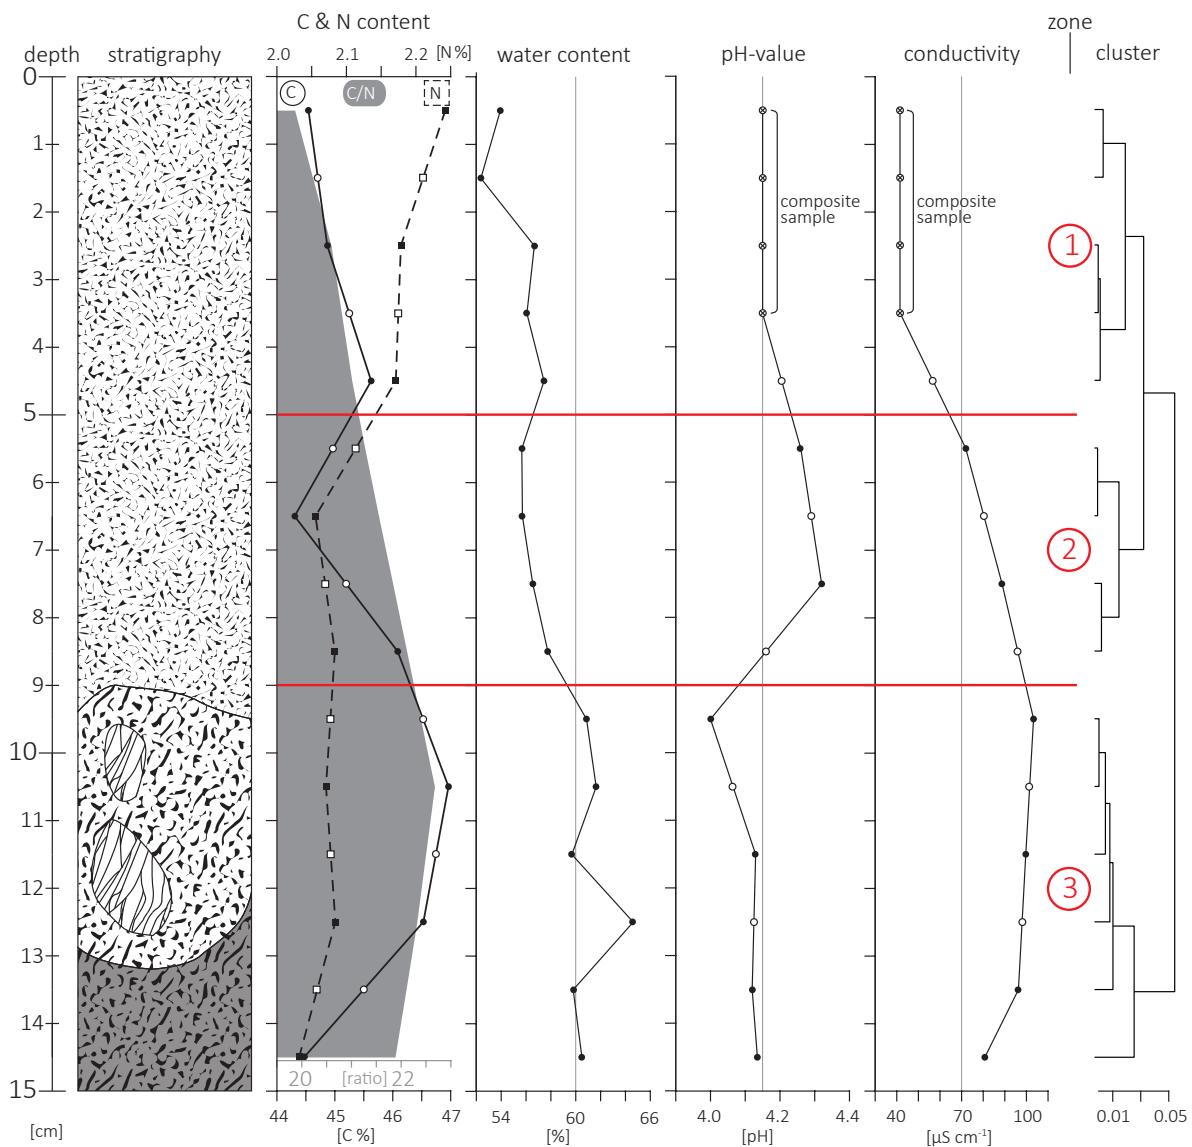 C & N content
zone
depth
stratigraphy
2.0
2.1
2.2
[N %]
water content
pH-value
conductivity
cluster
C
C/N
N
0
1
2
3
4
5
6
7
8
9
10
11
12
13
14
15
[cm]
composite
sample
composite
sample
1
2
3
20
[ratio]
22
44
45
46
47
[C %]
54
60
66
[%]
4.0
4.2
4.4
[pH]
40
70
100
[µS cm⁻¹]
0.01
0.05